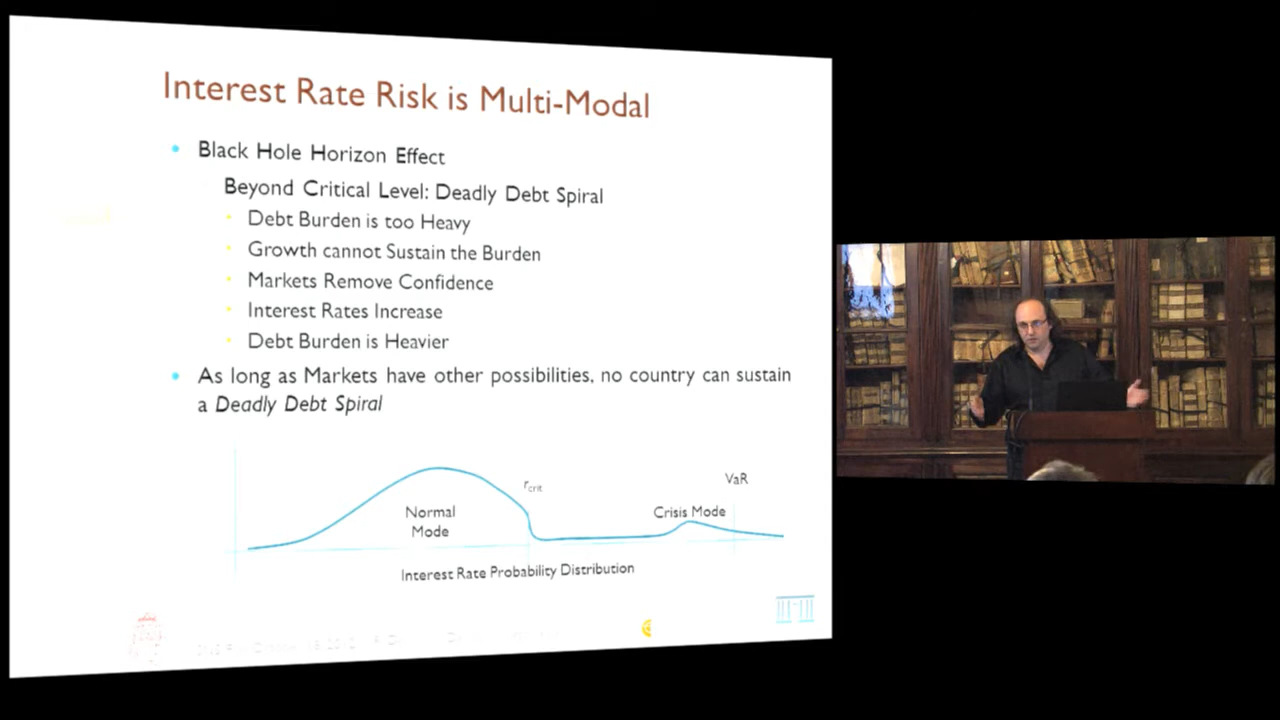 Interest Rate Risk is Multi-Modal
Black Hole Horizon Effect
Beyond Critical Level: Deadly Debt Spiral
Debt Burden is too Heavy
Growth cannot Sustain the Burden
Markets Remove Confidence
Interest Rates Increase
Debt Burden is Heavier
As long as Markets have other possibilities, no country can sustain
a Deadly Debt Spiral
r crit
VaR
Normal
Mode
Crisis Mode
Interest Rate Probability Distribution